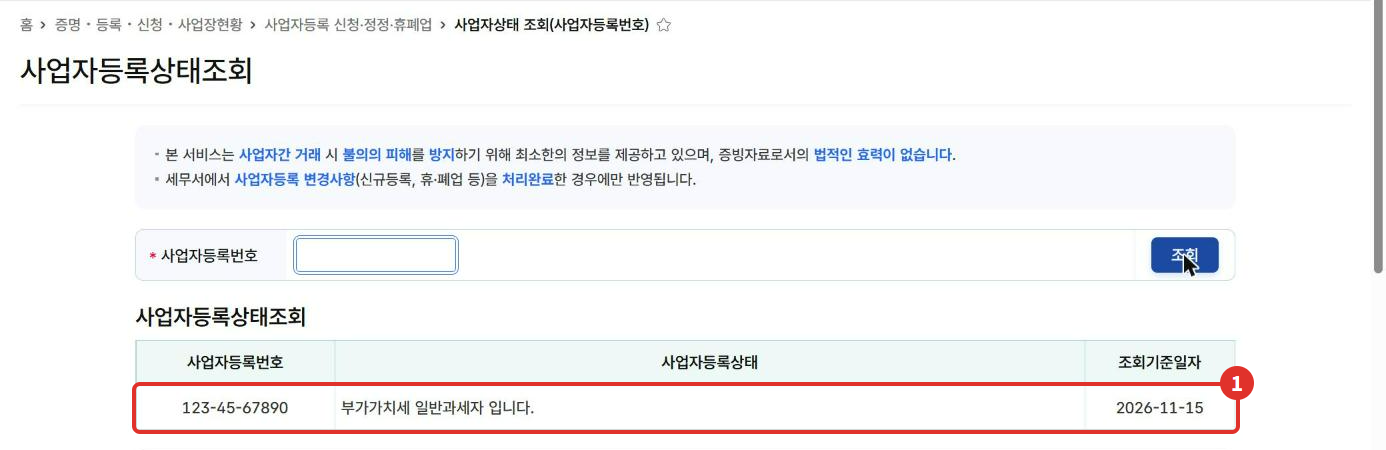 홈 > 증명・등록・신청・사업장현황 > 사업자등록 신청·정정·휴폐업 > 사업자상태 조회(사업자등록번호)
사업자등록상태조회
본 서비스는 사업자간 거래 시 불의의 피해를 방지하기 위해 최소한의 정보를 제공하고 있으며, 증빙자료로서의 법적인 효력이 없습니다.
세무서에서 사업자등록 변경사항(신규등록, 휴·폐업 등)을 처리완료한 경우에만 반영됩니다.
* 사업자등록번호 조회
사업자등록상태조회
사업자등록번호 사업자등록상태 조회기준일자
1
123-45-67890 부가가치세 일반과세자 입니다. 2026-11-15